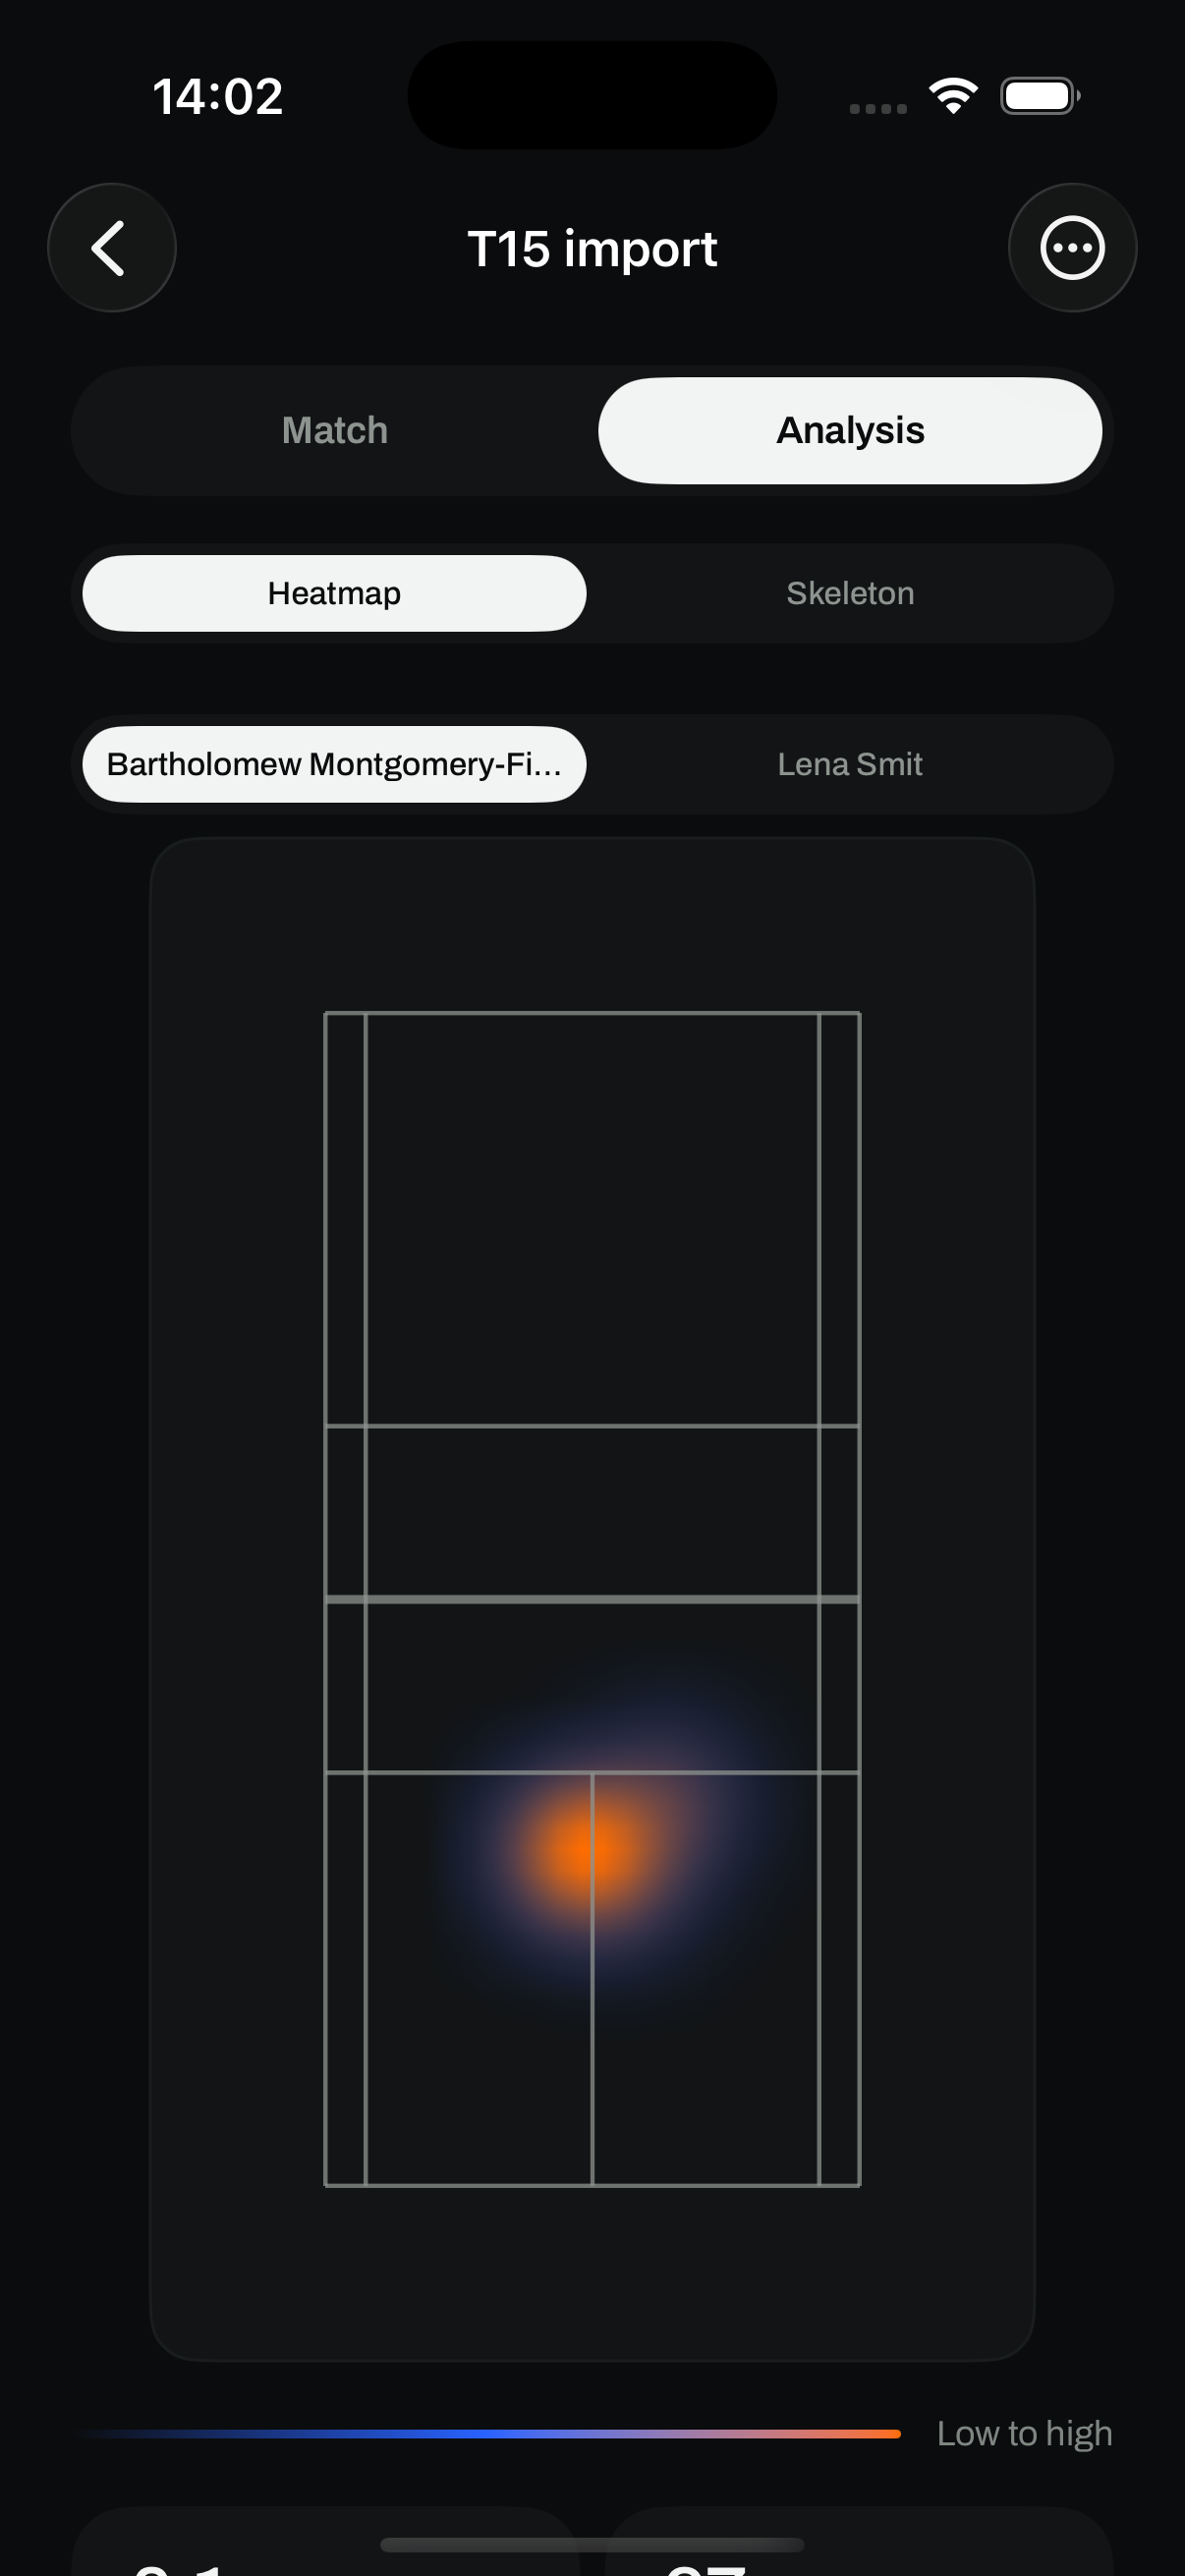 14:02
T15 import
Match
Analysis
Heatmap
Skeleton
Bartholomew Montgomery-Fi...
Lena Smit
Low to high